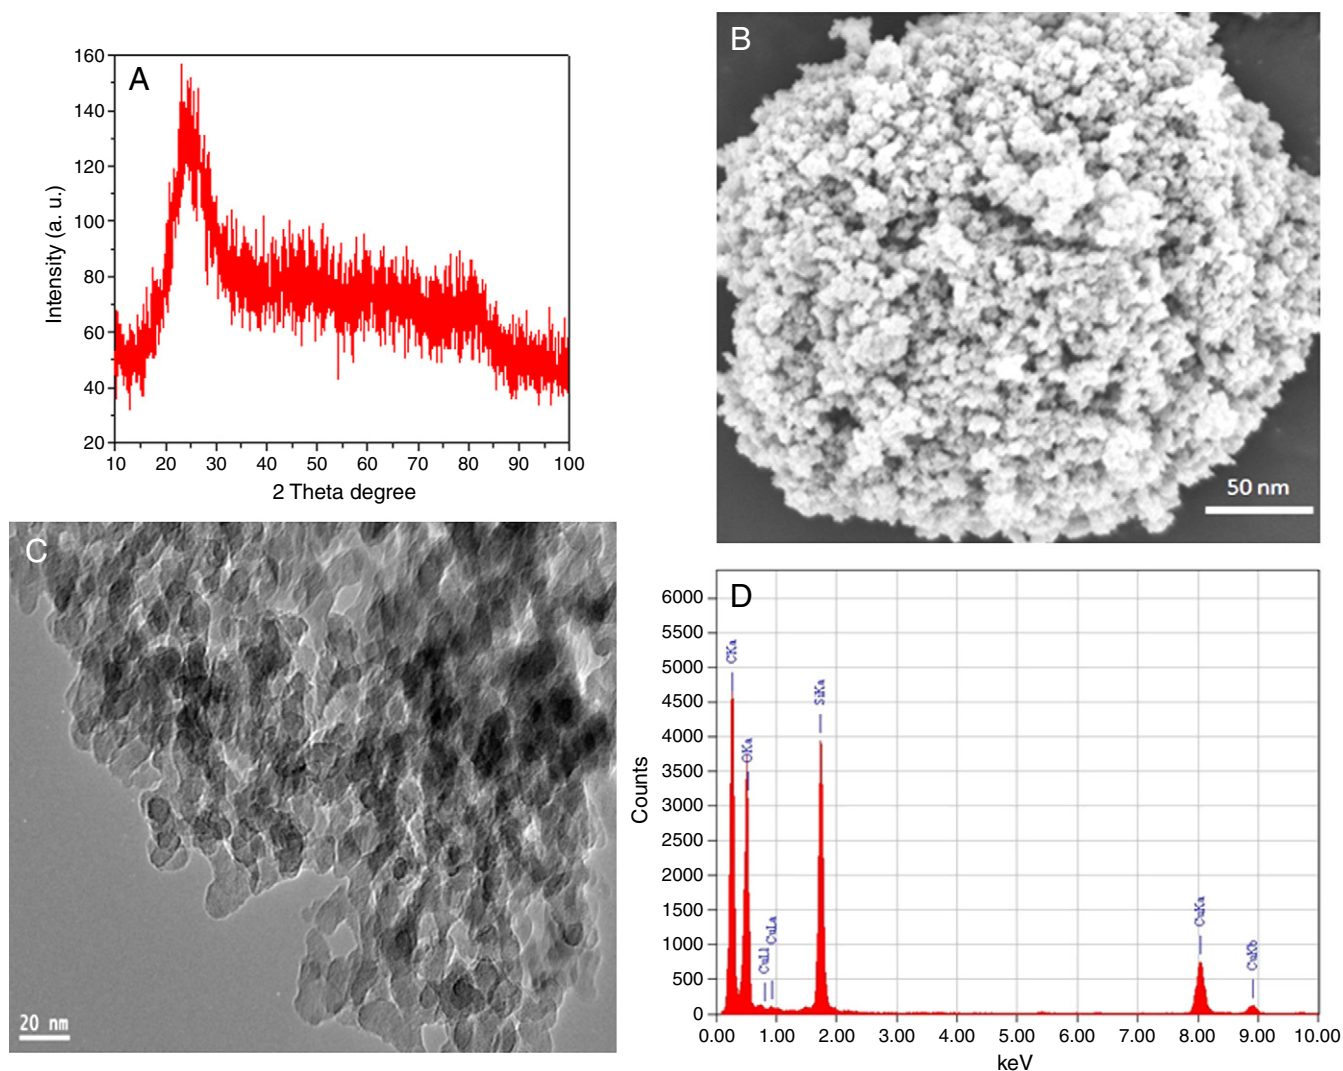 A
160
140
120
100
80
60
40
20
10 20 30 40 50 60 70 80 90 100
Intensity (a. u.)
2 Theta degree
B
50 nm
C
20 nm
D
6000
5500
5000
4500
4000
3500
3000
2500
2000
1500
1000
500
0
0.00 1.00 2.00 3.00 4.00 5.00 6.00 7.00 8.00 9.00 10.00
Counts
keV
CKa
OKa
CuLl
CuLa
SiKa
CuKa
CuKb